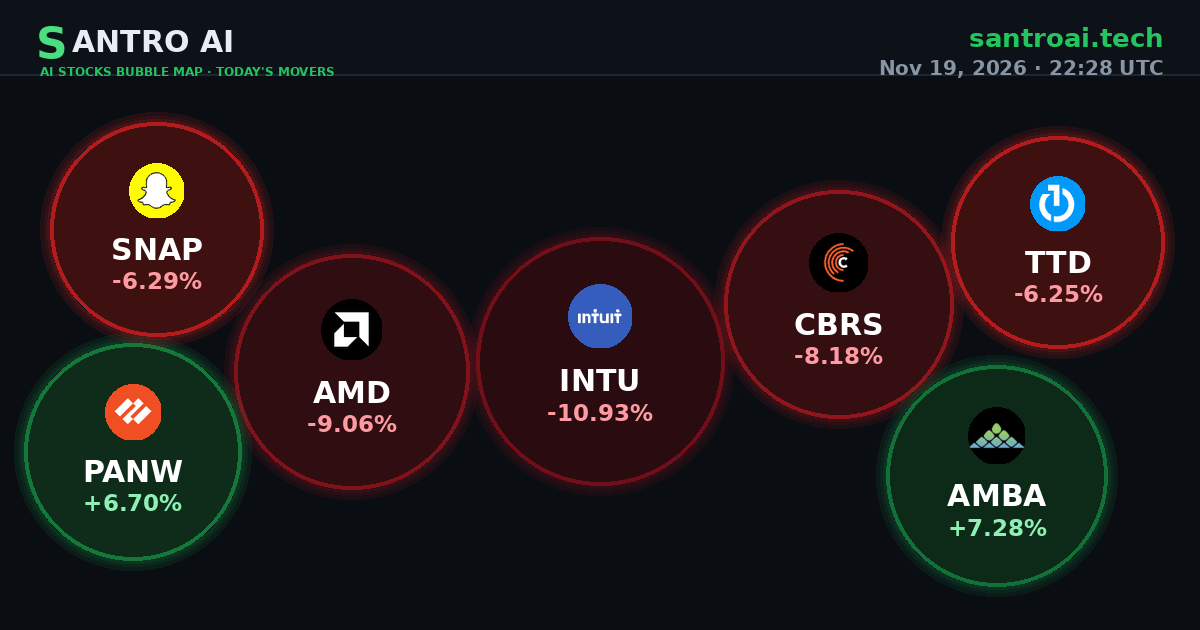 SANTRO AI
AI STOCKS BUBBLE MAP · TODAY'S MOVERS
santroai.tech
Nov 19, 2026 · 22:28 UTC
SNAP
-6.29%
PANW
+6.70%
AMD
-9.06%
intuit
INTU
-10.93%
C
CBRS
-8.18%
TTD
-6.25%
AMBA
+7.28%